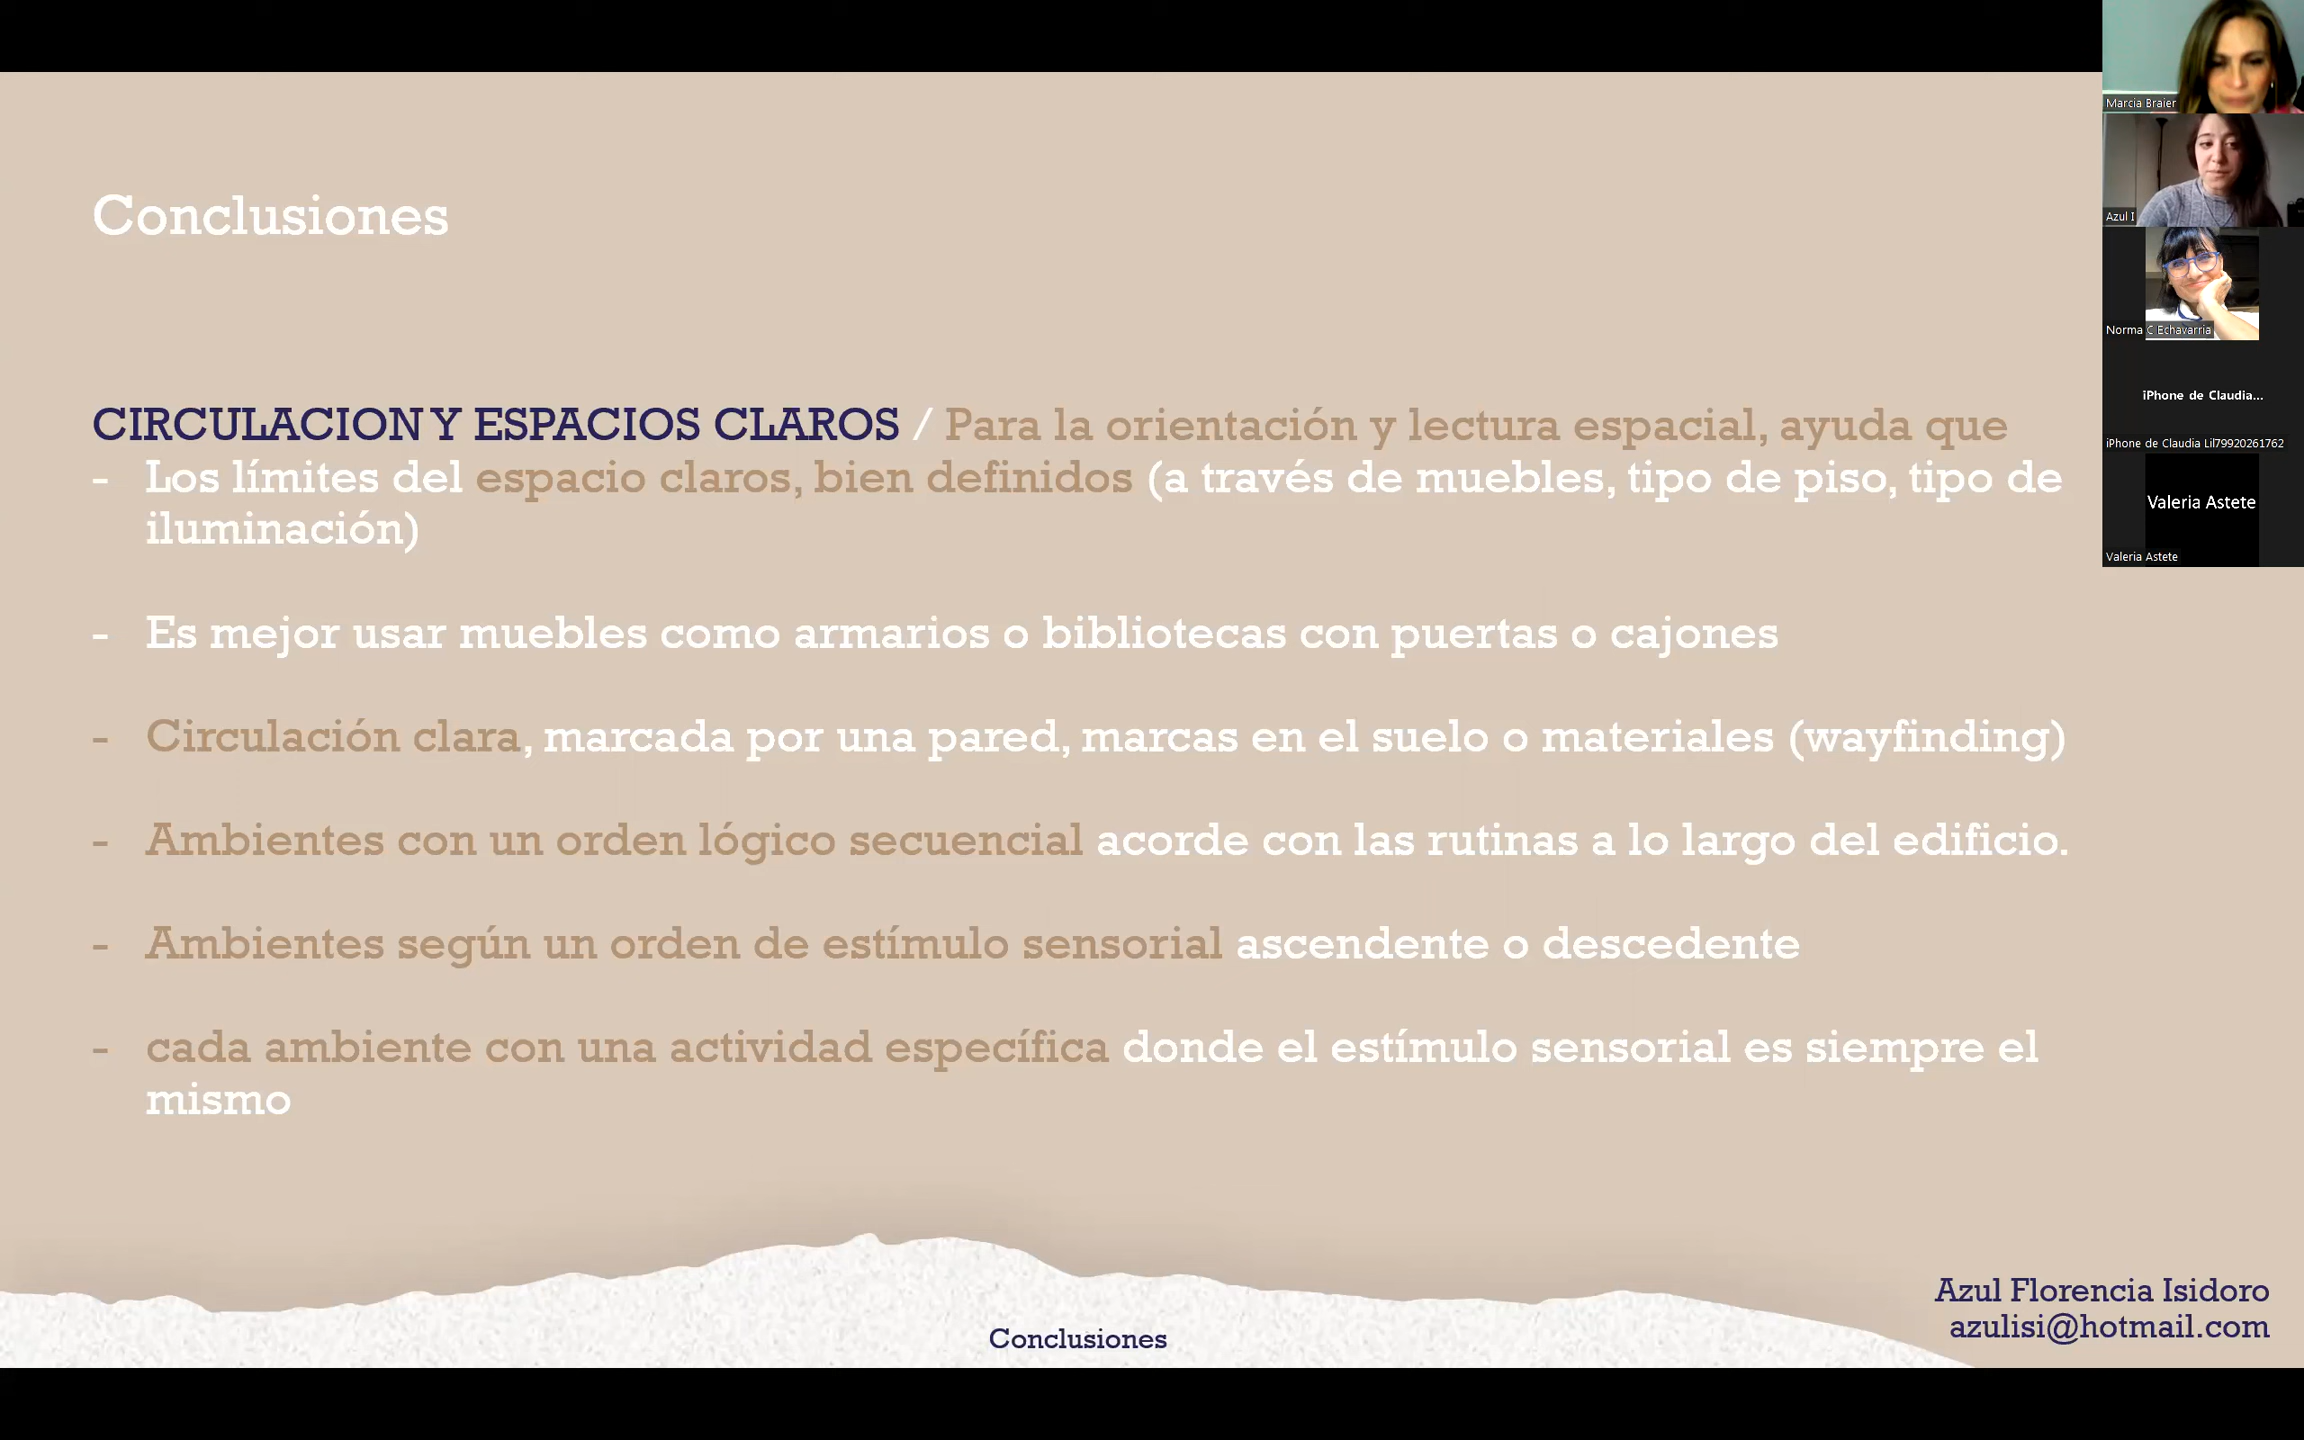 Conclusiones
CIRCULACION Y ESPACIOS CLAROS / Para la orientación y lectura espacial, ayuda que
- Los límites del espacio claros, bien definidos (a través de muebles, tipo de piso, tipo de
iluminación)
- Es mejor usar muebles como armarios o bibliotecas con puertas o cajones
- Circulación clara, marcada por una pared, marcas en el suelo o materiales (wayfinding)
- Ambientes con un orden lógico secuencial acorde con las rutinas a lo largo del edificio.
- Ambientes según un orden de estímulo sensorial ascendente o descedente
- cada ambiente con una actividad específica donde el estímulo sensorial es siempre el
mismo
Conclusiones
Azul Florencia Isidoro
azulisi@hotmail.com
Marcia Braier
Azul I
Norma C Echavarria
iPhone de Claudia...
iPhone de Claudia Lil79920261762
Valeria Astete
Valeria Astete